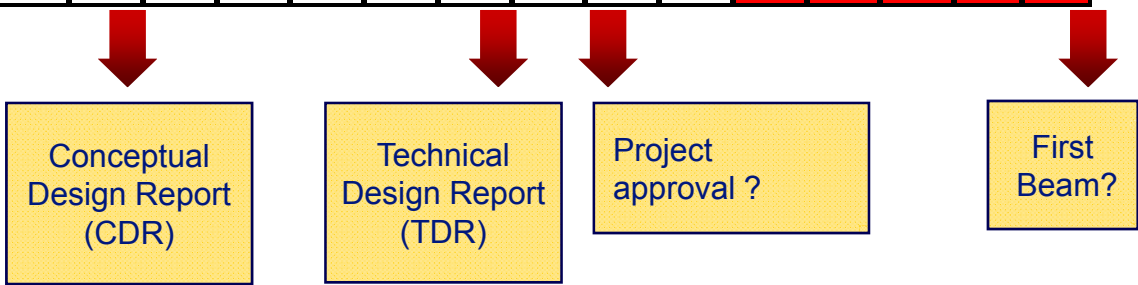 Conceptual
Design Report
(CDR)
Technical
Design Report
(TDR)
Project
approval ?
First
Beam?